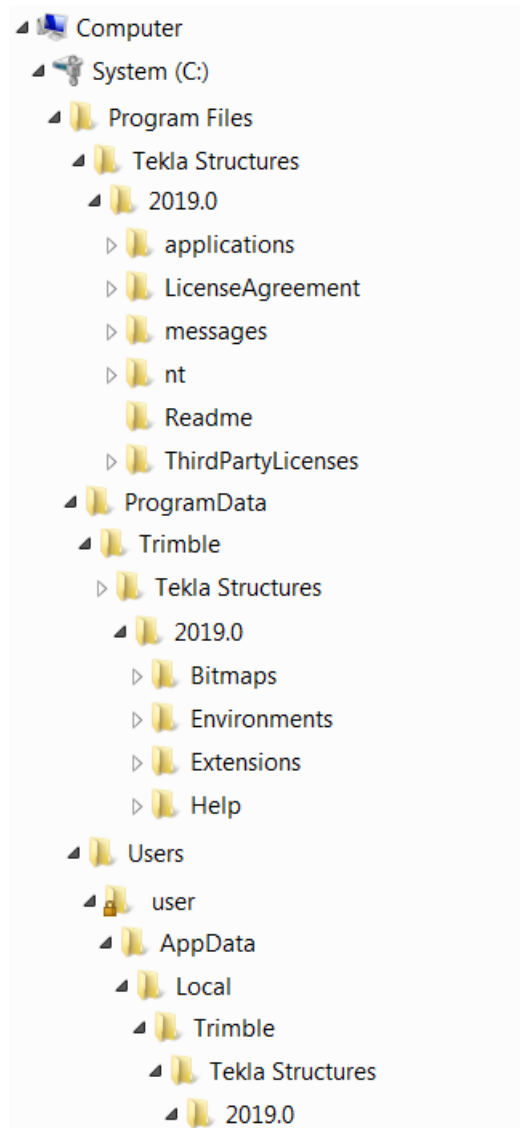 Computer
System (C:)
Program Files
Tekla Structures
2019.0
applications
LicenseAgreement
messages
nt
Readme
ThirdPartyLicenses
ProgramData
Trimble
Tekla Structures
2019.0
Bitmaps
Environments
Extensions
Help
Users
user
AppData
Local
Trimble
Tekla Structures
2019.0